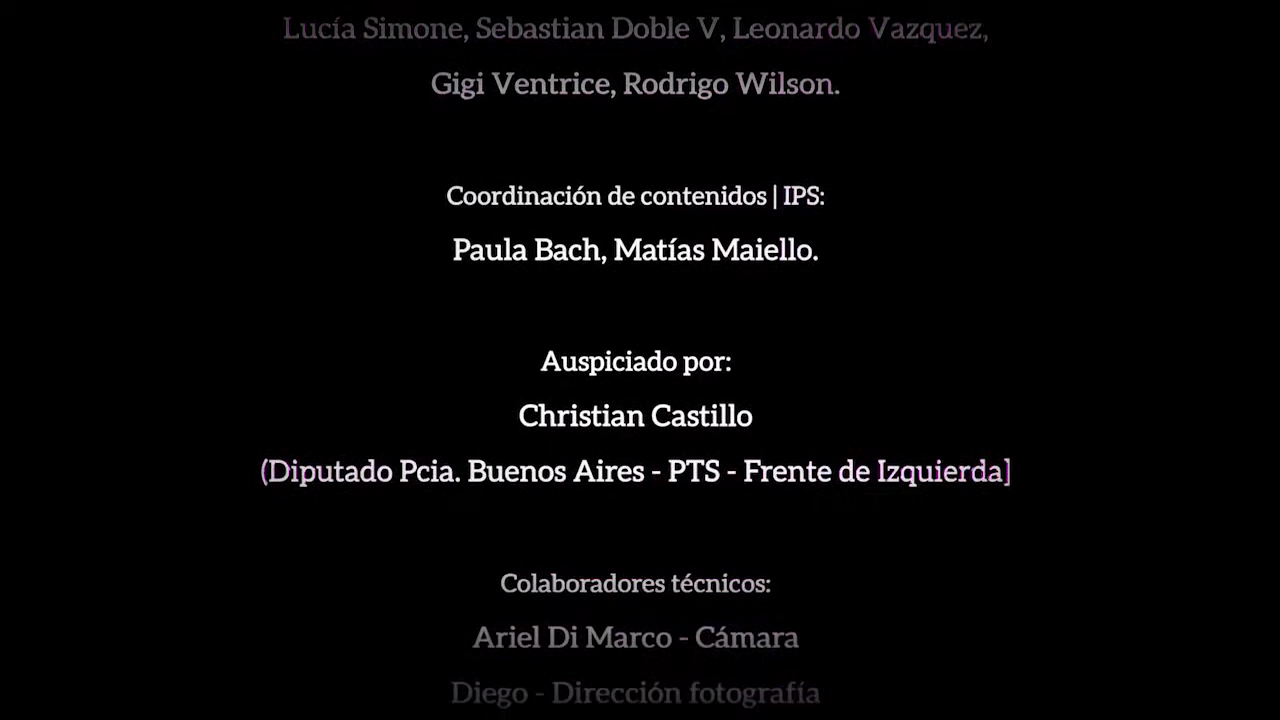 Lucía Simone, Sebastian Doble V, Leonardo Vazquez,
Gigi Ventrice, Rodrigo Wilson.
Coordinación de contenidos | IPS:
Paula Bach, Matías Maiello.
Auspiciado por:
Christian Castillo
(Diputado Pcia. Buenos Aires - PTS - Frente de Izquierda]
Colaboradores técnicos:
Ariel Di Marco - Cámara
Diego - Dirección fotografía